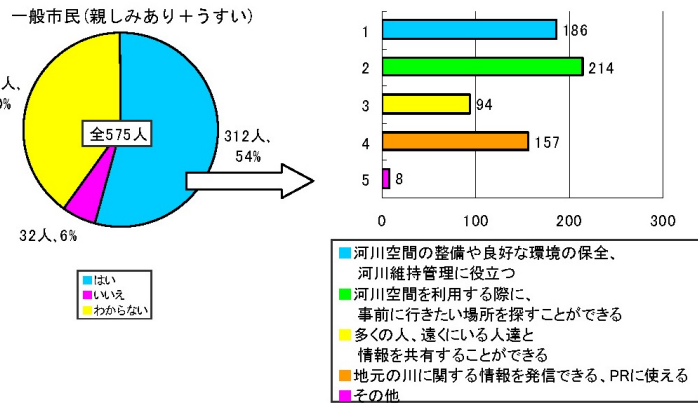 一般市民(親しみあり+うすい)
人、
%
全575人
312人、
54%
32人、6%
はい
いいえ
わからない
1
186
2
214
3
94
4
157
5
8
0
100
200
300
河川空間の整備や良好な環境の保全、
河川維持管理に役立つ
河川空間を利用する際に、
事前に行きたい場所を探すことができる
多くの人、遠くにいる人達と
情報を共有することができる
地元の川に関する情報を発信できる、PRに使える
その他